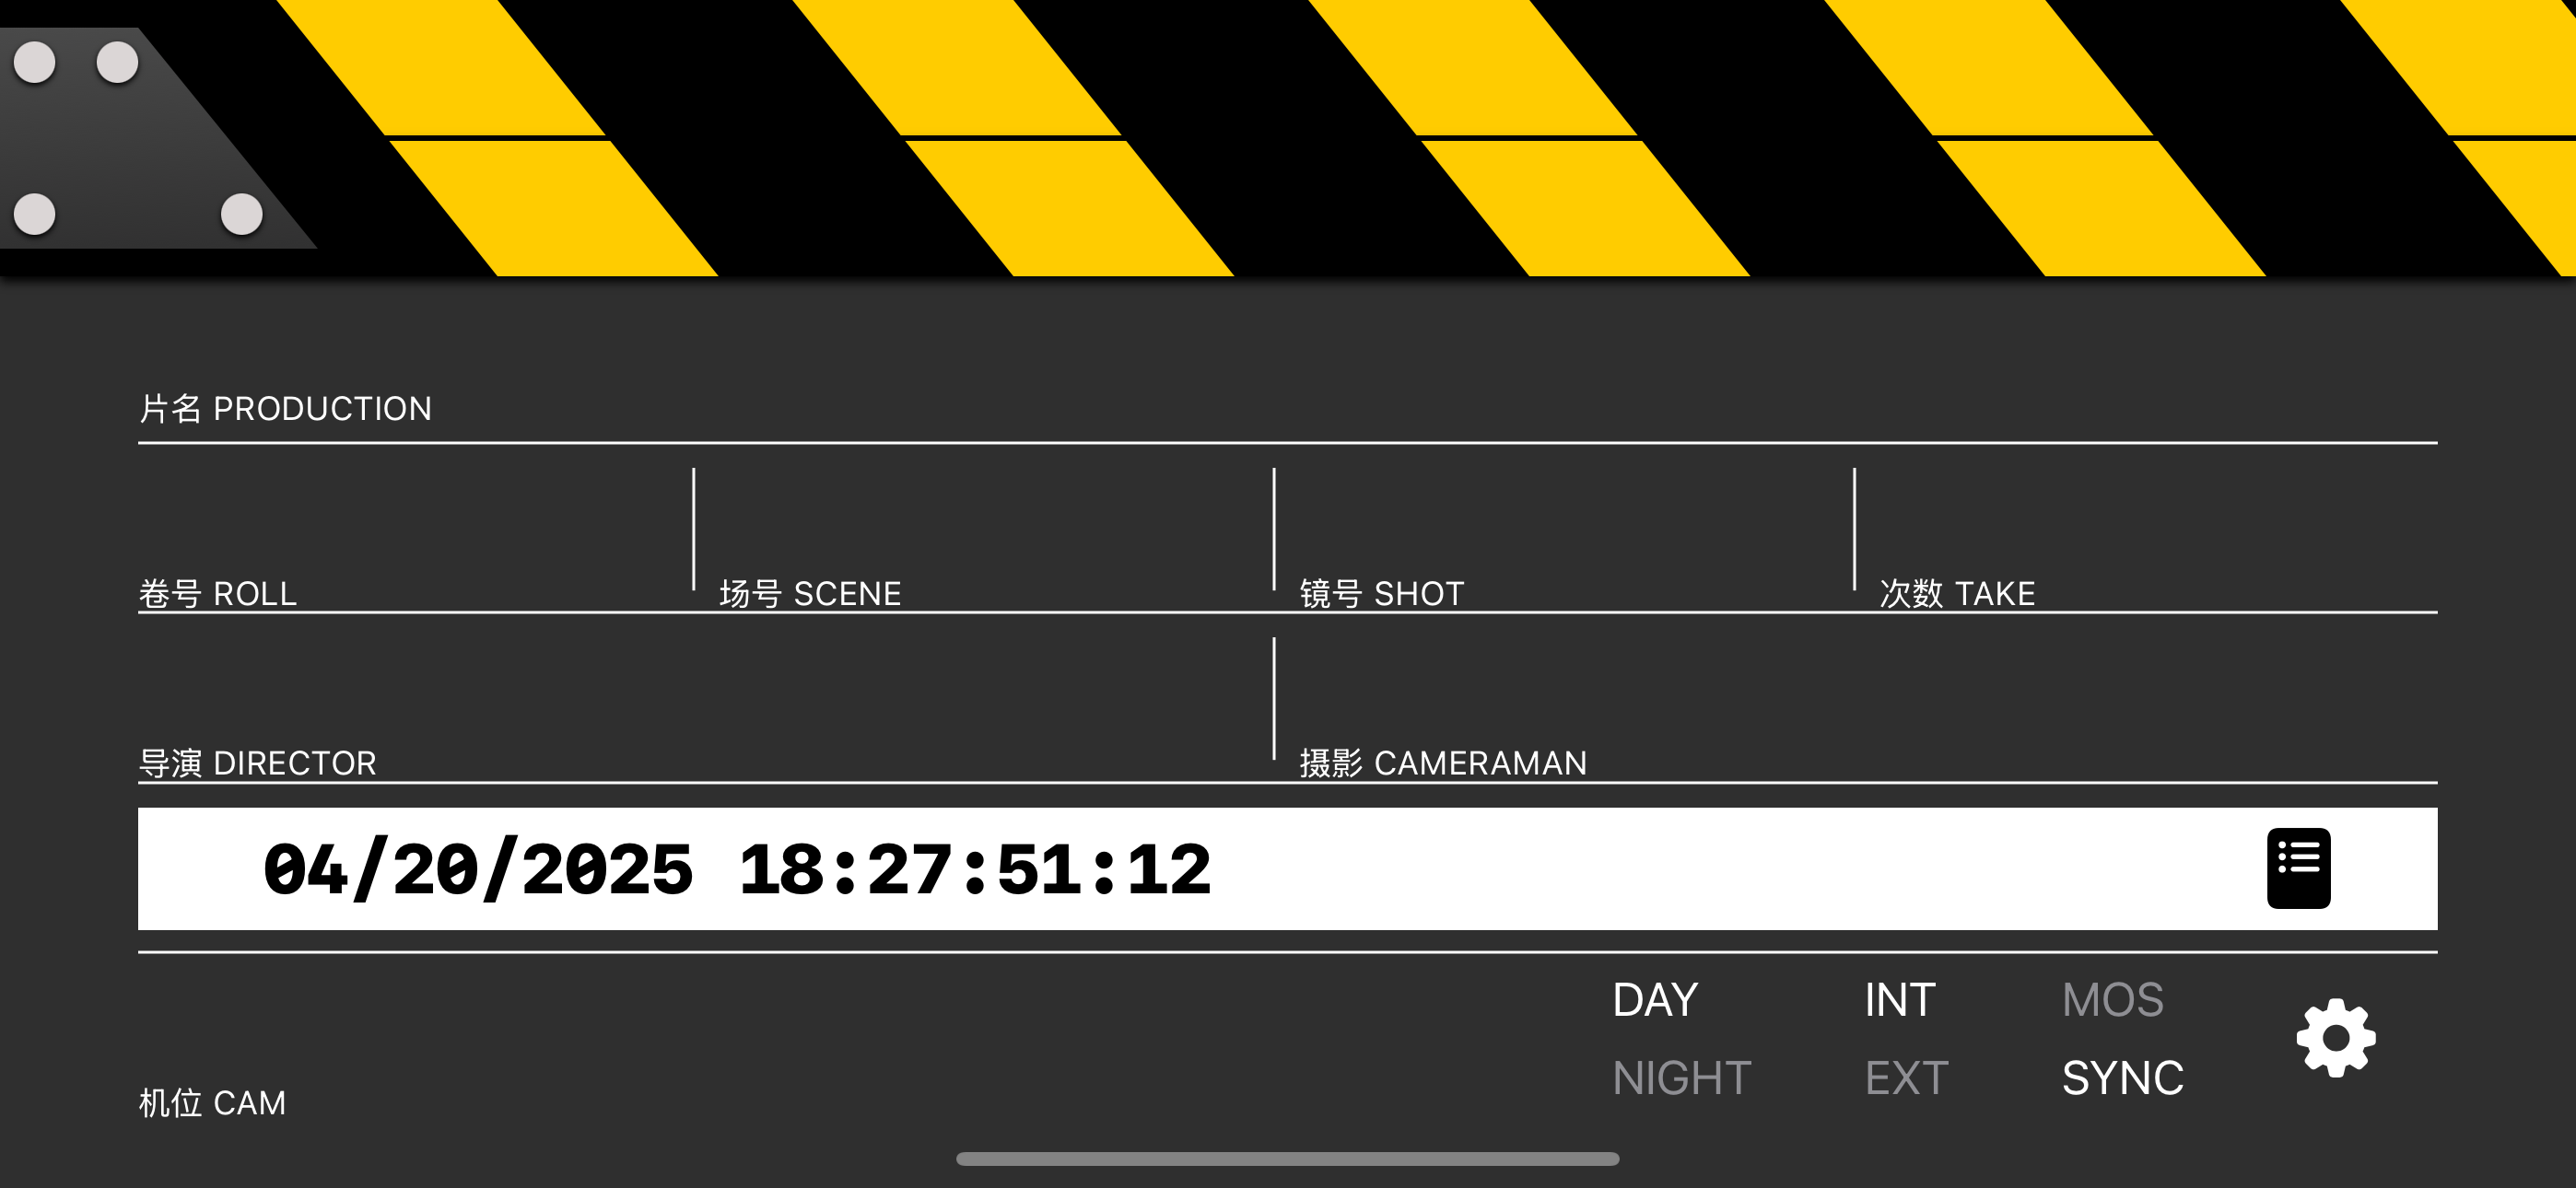 片名 PRODUCTION
卷号 ROLL 场号 SCENE 镜号 SHOT 次数 TAKE
导演 DIRECTOR 摄影 CAMERAMAN
04/20/2025 18:27:51:12
DAY INT MOS
NIGHT EXT SYNC
机位 CAM